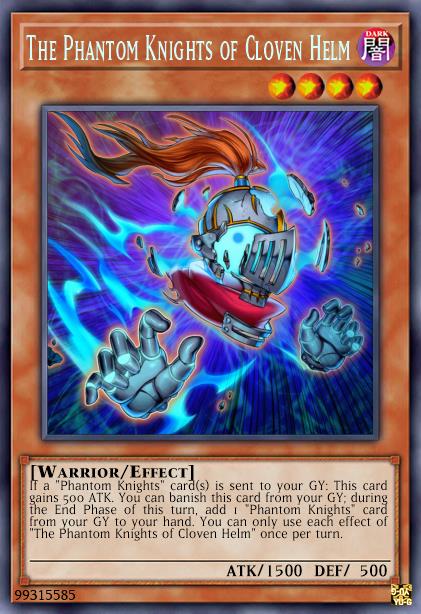 The Phantom Knights of Cloven Helm
DARK
闇
[Warrior/Effect]
If a "Phantom Knights" card(s) is sent to your GY: This card
gains 500 ATK. You can banish this card from your GY; during
the End Phase of this turn, add 1 "Phantom Knights" card
from your GY to your hand. You can only use each effect of
"The Phantom Knights of Cloven Helm" once per turn.
ATK/1500 DEF/ 500
99315585